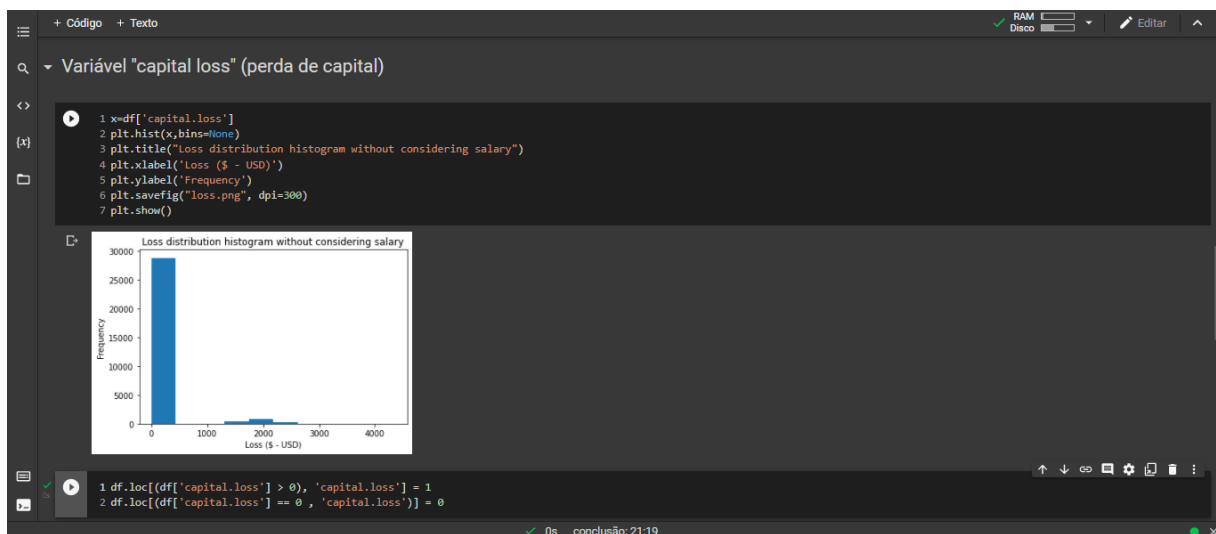 + Código + Texto
RAM
Disco
Editar
Variável "capital loss" (perda de capital)
1 x=df['capital.loss']
2 plt.hist(x,bins=None)
3 plt.title("Loss distribution histogram without considering salary")
4 plt.xlabel('Loss ($ - USD)')
5 plt.ylabel('Frequency')
6 plt.savefig("loss.png", dpi=300)
7 plt.show()
{x}
Loss distribution histogram without considering salary
30000
25000
20000
15000
10000
5000
0
Frequency
0 1000 2000 3000 4000
Loss ($ - USD)
0s
1 df.loc[(df['capital.loss'] > 0), 'capital.loss'] = 1
2 df.loc[(df['capital.loss'] == 0 , 'capital.loss')] = 0
0s conclusão: 21:19